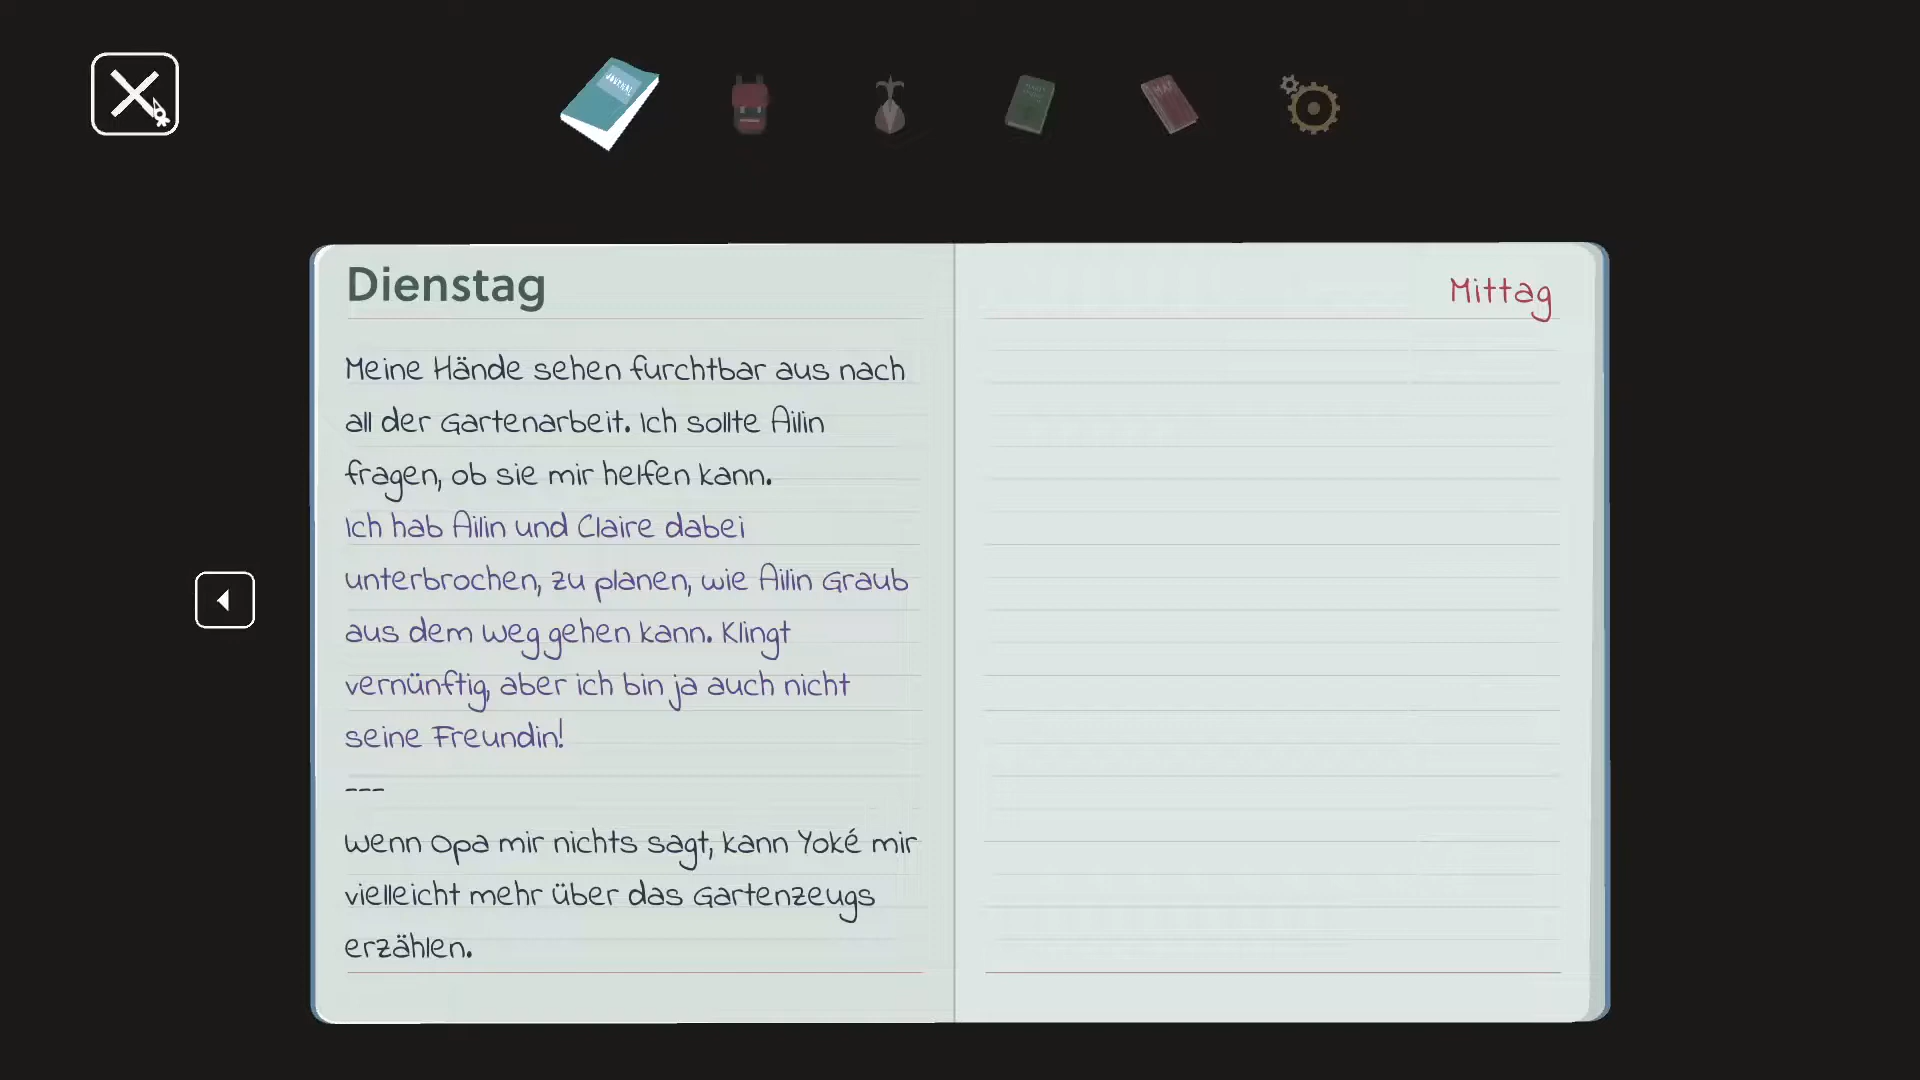 JOURNAL
Dienstag
Mittag
Meine Hände sehen furchtbar aus nach
all der Gartenarbeit. Ich sollte Ailin
fragen, ob sie mir helfen kann.
Ich hab Ailin und Claire dabei
unterbrochen, zu planen, wie Ailin Graub
aus dem Weg gehen kann. Klingt
vernünftig, aber ich bin ja auch nicht
seine Freundin!
---
Wenn Opa mir nichts sagt, kann Yoké mir
vielleicht mehr über das Gartenzeugs
erzählen.